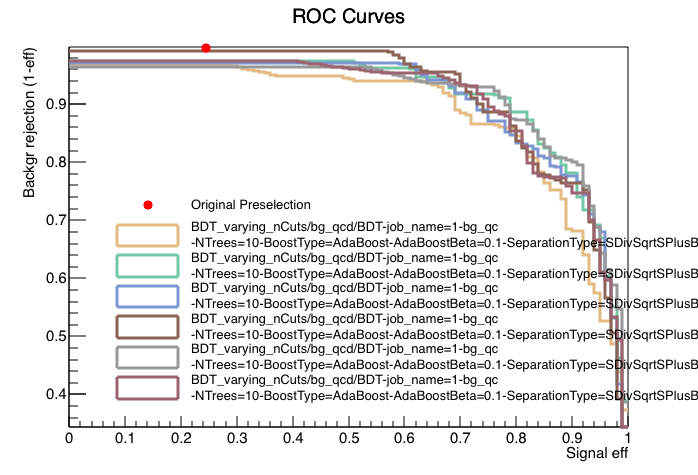 ROC Curves
Backgr rejection (1-eff)
0.9
0.8
0.7
0.6
0.5
0.4
Original Preselection
BDT_varying_nCuts/bg_qcd/BDT-job_name=1-bg_qc
-NTrees=10-BoostType=AdaBoost-AdaBoostBeta=0.1-SeparationType=SDivSqrtSPlusB
BDT_varying_nCuts/bg_qcd/BDT-job_name=1-bg_qc
-NTrees=10-BoostType=AdaBoost-AdaBoostBeta=0.1-SeparationType=SDivSqrtSPlusB
BDT_varying_nCuts/bg_qcd/BDT-job_name=1-bg_qc
-NTrees=10-BoostType=AdaBoost-AdaBoostBeta=0.1-SeparationType=SDivSqrtSPlusB
BDT_varying_nCuts/bg_qcd/BDT-job_name=1-bg_qc
-NTrees=10-BoostType=AdaBoost-AdaBoostBeta=0.1-SeparationType=SDivSqrtSPlusB
BDT_varying_nCuts/bg_qcd/BDT-job_name=1-bg_qc
-NTrees=10-BoostType=AdaBoost-AdaBoostBeta=0.1-SeparationType=SDivSqrtSPlusB
BDT_varying_nCuts/bg_qcd/BDT-job_name=1-bg_qc
-NTrees=10-BoostType=AdaBoost-AdaBoostBeta=0.1-SeparationType=SDivSqrtSPlusB
0 0.1 0.2 0.3 0.4 0.5 0.6 0.7 0.8 0.9 1
Signal eff